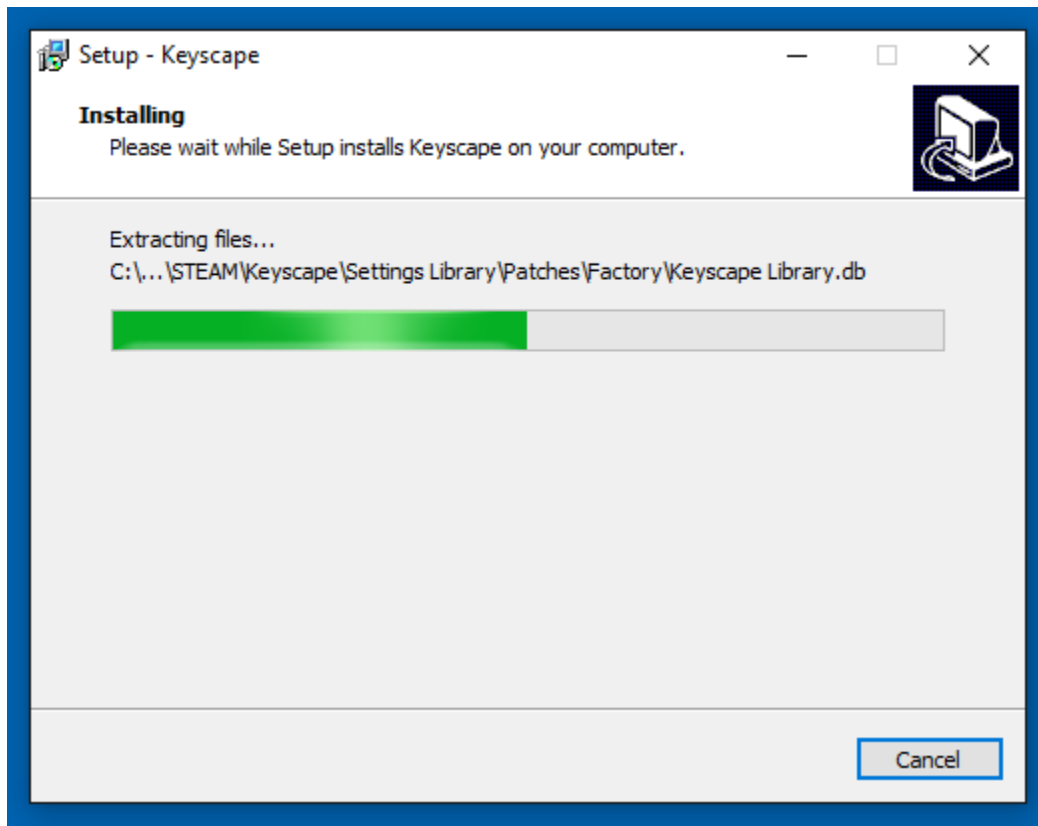 Setup - Keyscape
Installing
Please wait while Setup installs Keyscape on your computer.
Extracting files...
C:\...\STEAM\Keyscape\Settings Library\Patches\Factory\Keyscape Library.db
Cancel